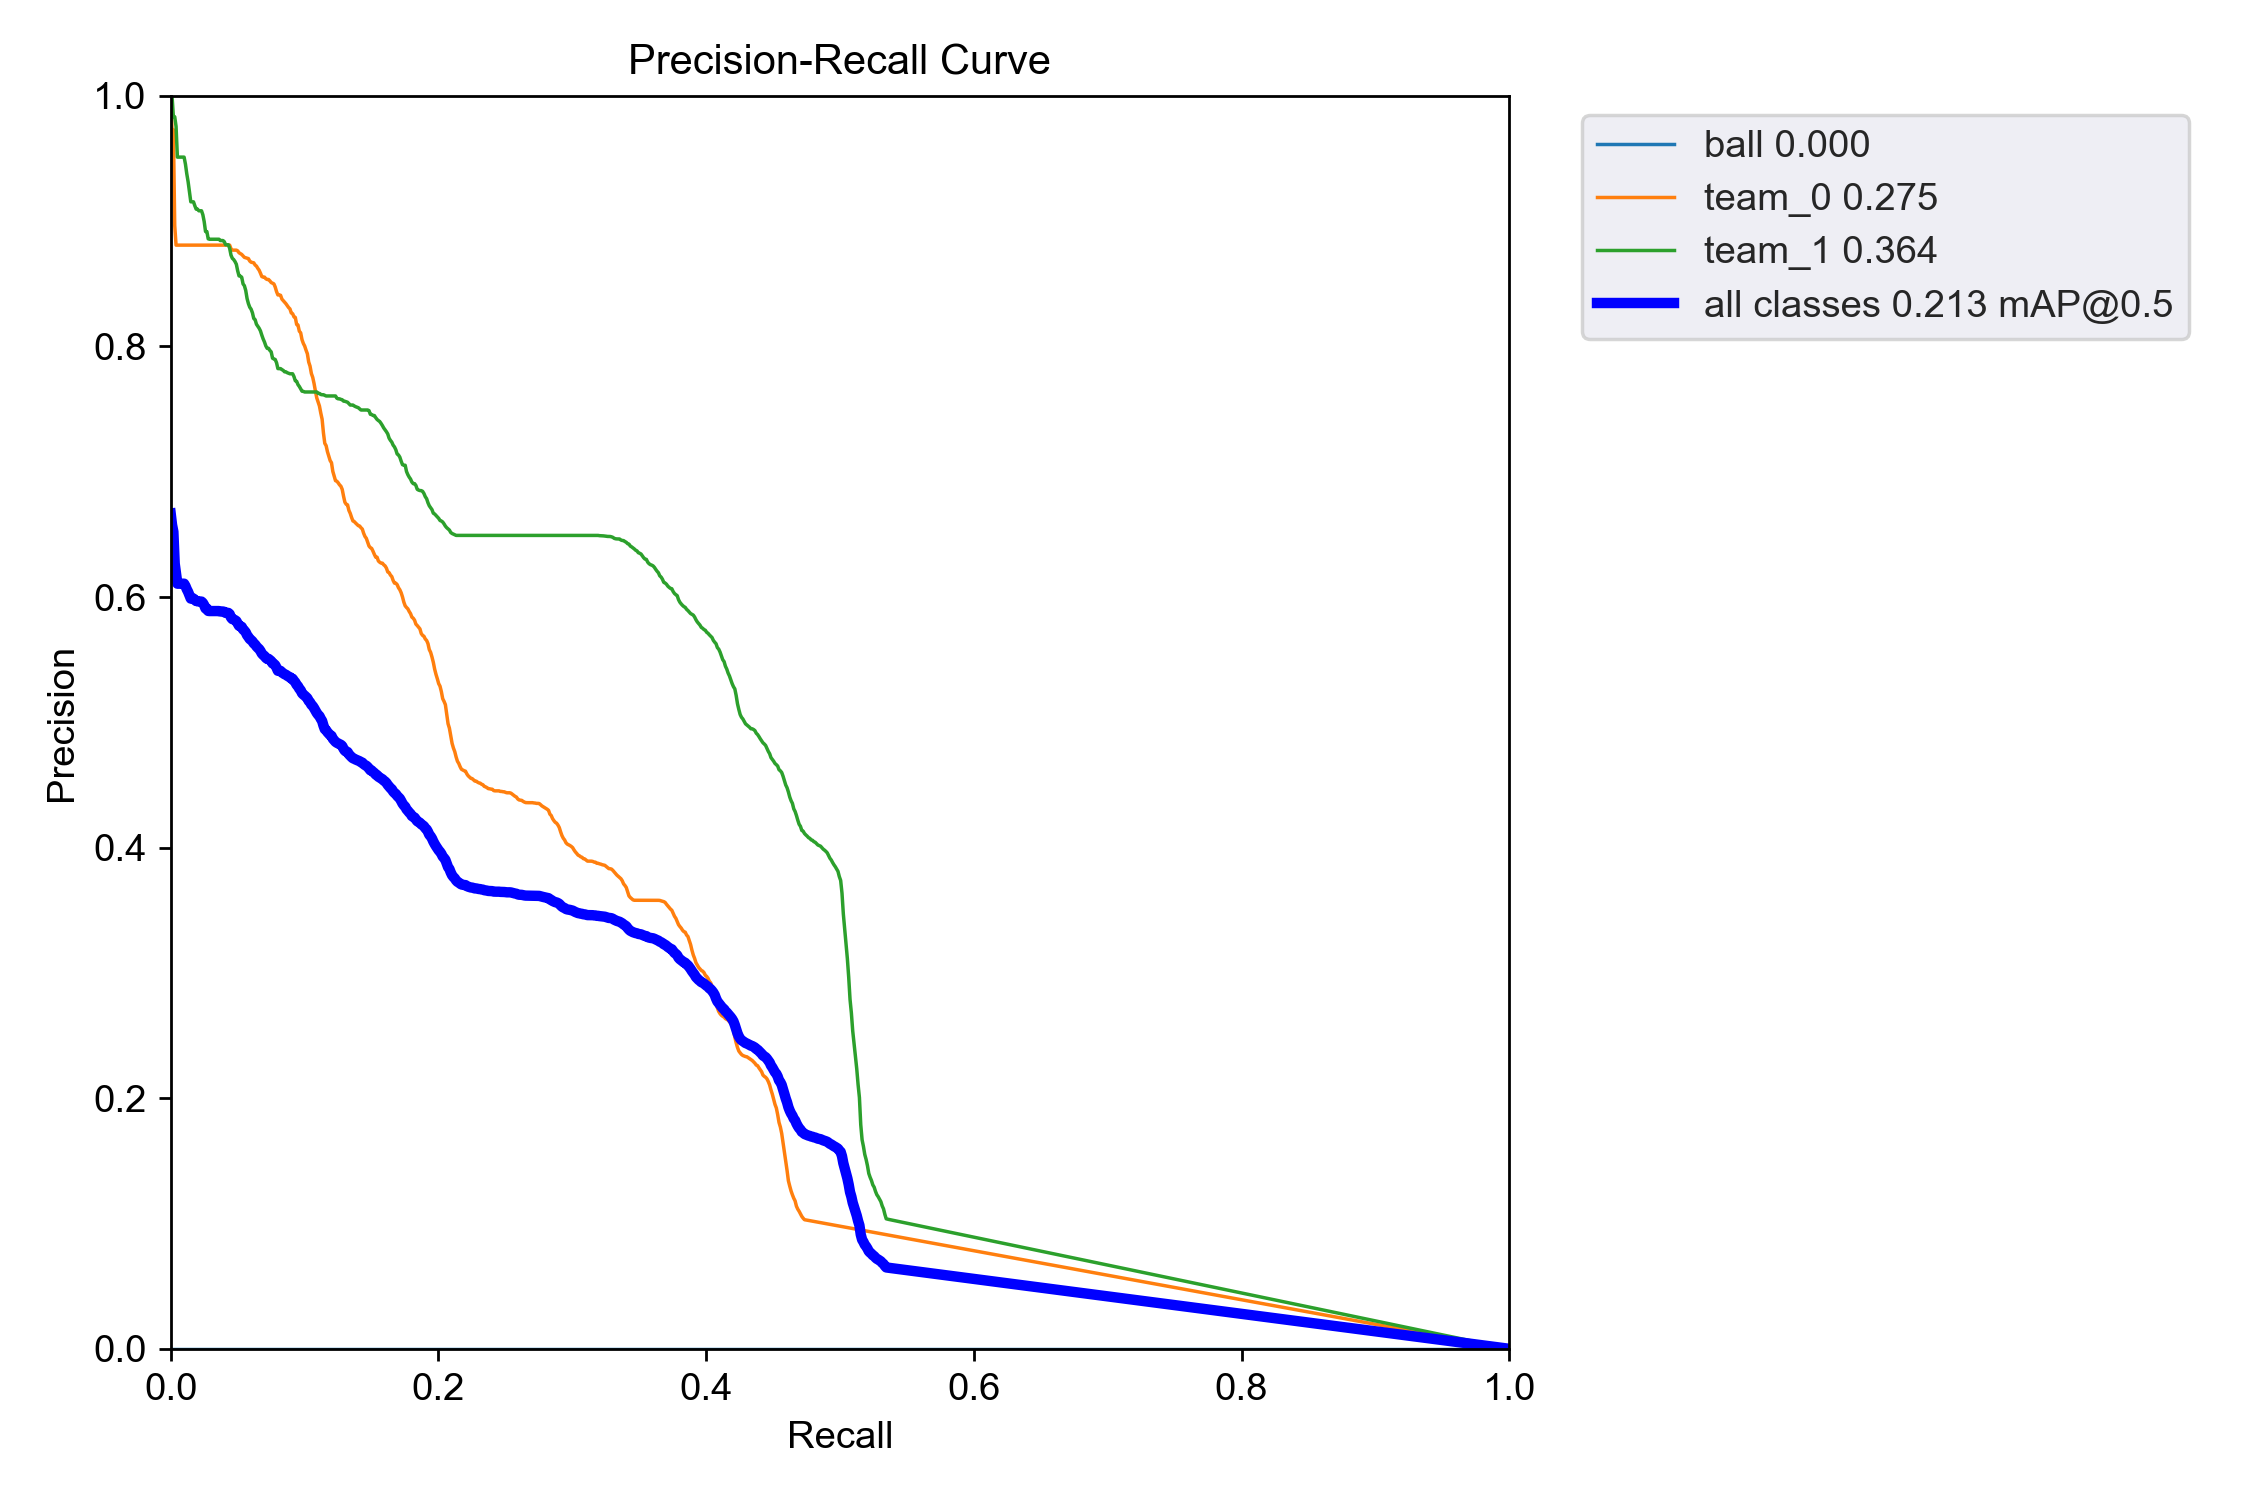 Precision-Recall Curve
1.0
0.8
0.6
0.4
0.2
0.0
Precision
0.0 0.2 0.4 0.6 0.8 1.0
Recall
ball 0.000
team_0 0.275
team_1 0.364
all classes 0.213 mAP@0.5